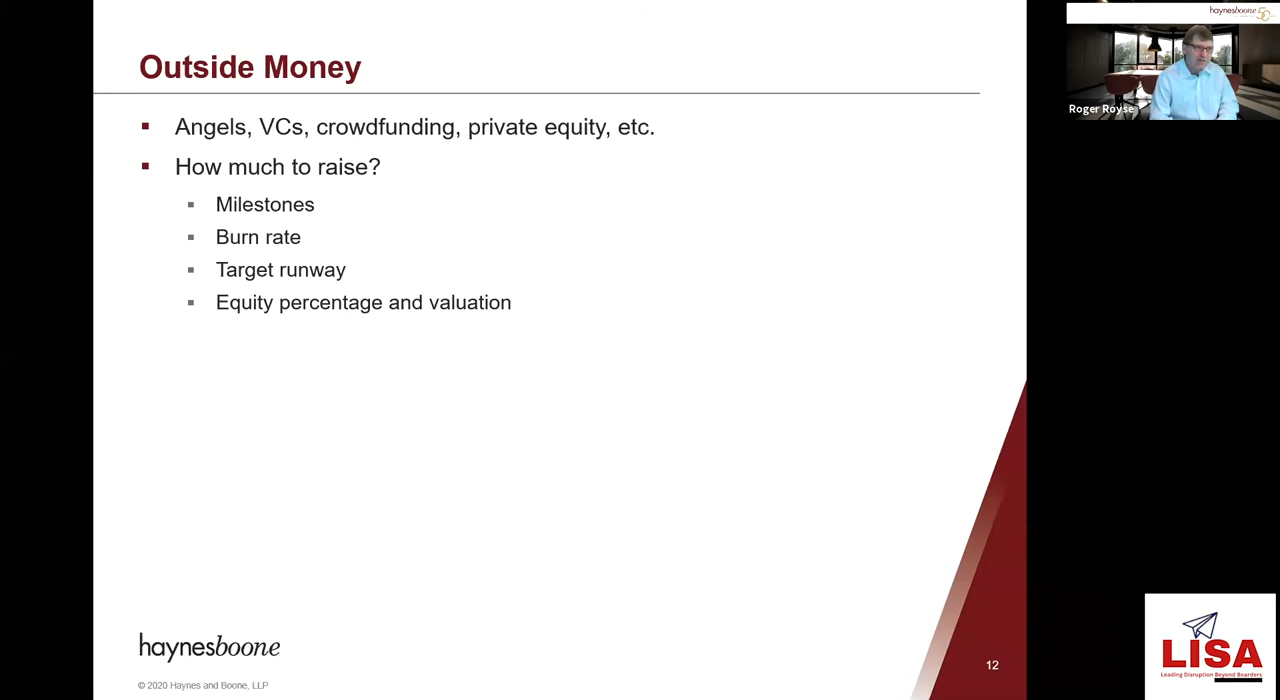 Outside Money
Angels, VCs, crowdfunding, private equity, etc.
How much to raise?
Milestones
Burn rate
Target runway
Equity percentage and valuation
haynesboone
© 2020 Haynes and Boone, LLP
12
haynesboone 50
Roger Royse
LISA
Leading Disruption Beyond Boarders